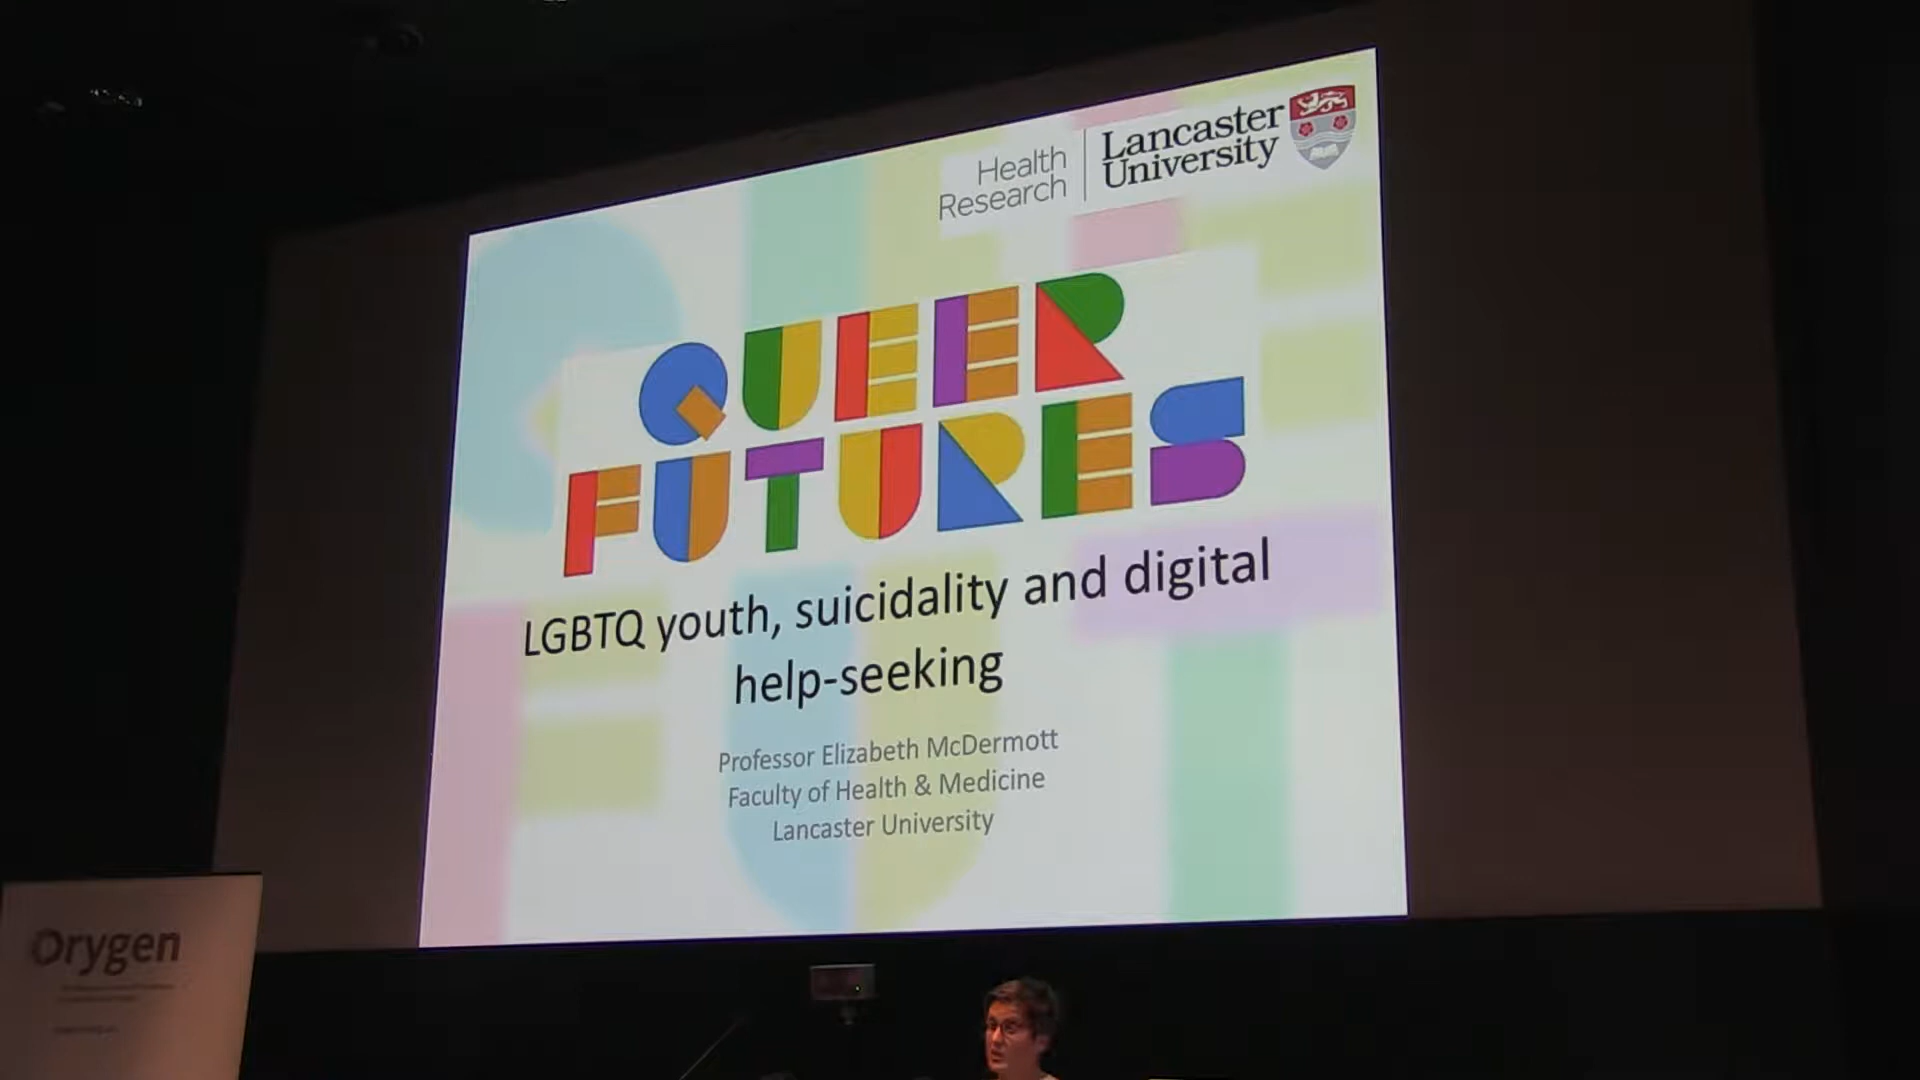 Health
Research
Lancaster
University
QUEER
FUTURES
LGBTQ youth, suicidality and digital
help-seeking
Professor Elizabeth McDermott
Faculty of Health & Medicine
Lancaster University
Orygen